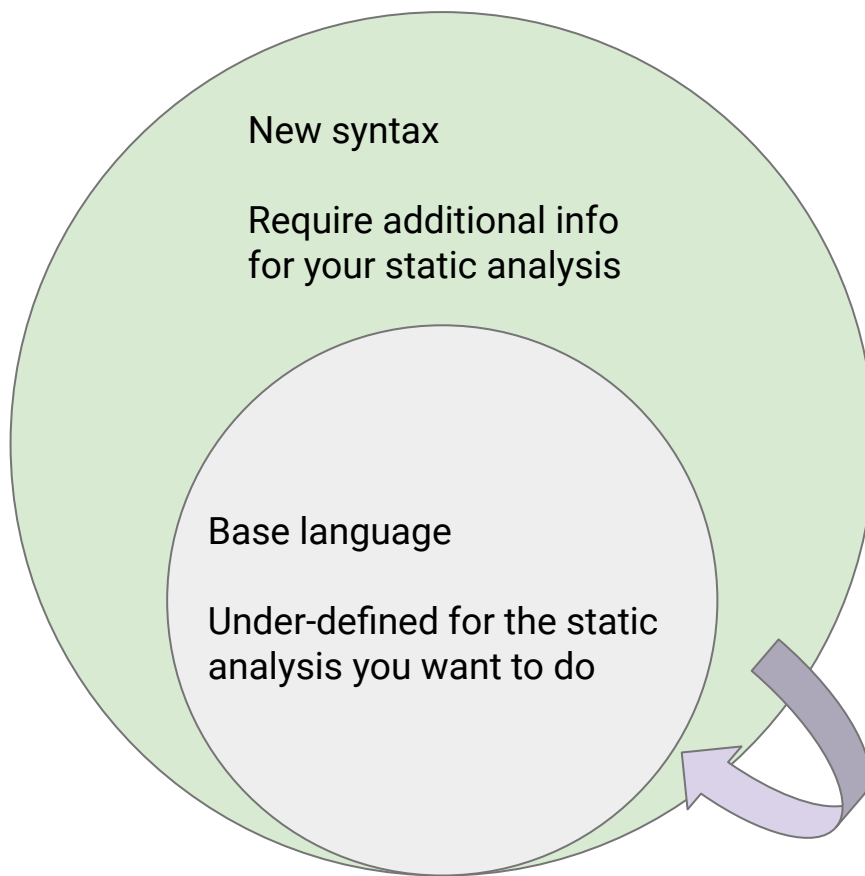 New syntax
Require additional info
for your static analysis
Base language
Under-defined for the static
analysis you want to do